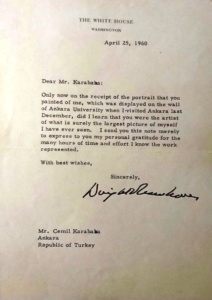 THE WHITE HOUSE
WASHINGTON
April 25, 1960
Dear Mr. Karababa:
Only now on the receipt of the portrait that you
painted of me, which was displayed on the wall
of Ankara University when I visited Ankara last
December, did I learn that you were the artist
of what is surely the largest picture of myself
I have ever seen. I send you this note merely
to express to you my personal gratitude for the
many hours of time and effort I know the work
represented.
With best wishes,
Sincerely,
Dwight D. Eisenhower
Mr. Cemil Karababa
Ankara
Republic of Turkey